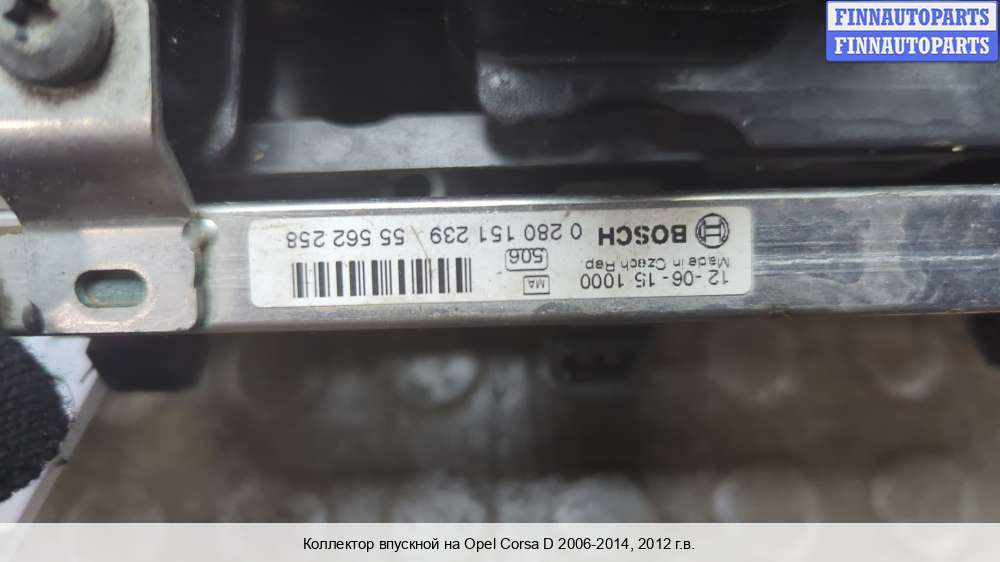 FINNAUTOPARTS
FINNAUTOPARTS
BOSCH 0 280 151 239 55 562 258
Made in Czech Rep. 506
12-06-15 1000 MA
Коллектор впускной на Opel Corsa D 2006-2014, 2012 г.в.